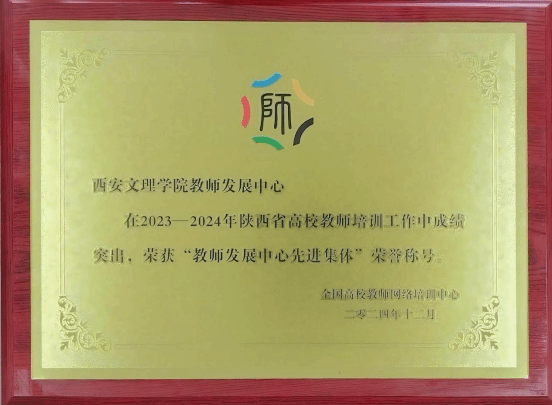 師
西安文理学院教师发展中心
在2023—2024年陕西省高校教师培训工作中成绩
突出，荣获“教师发展中心先进集体”荣誉称号。
全国高校教师网络培训中心
二零二四年十二月